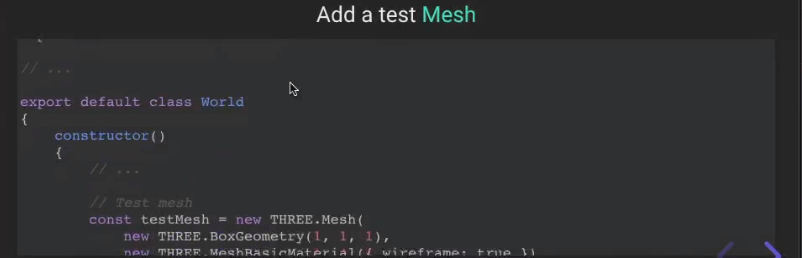 Add a test Mesh
// ...
export default class World
{
constructor()
{
// ...
// Test mesh
const testMesh = new THREE.Mesh(
new THREE.BoxGeometry(1, 1, 1),
new THREE.MeshBasicMaterial({ wireframe: true })